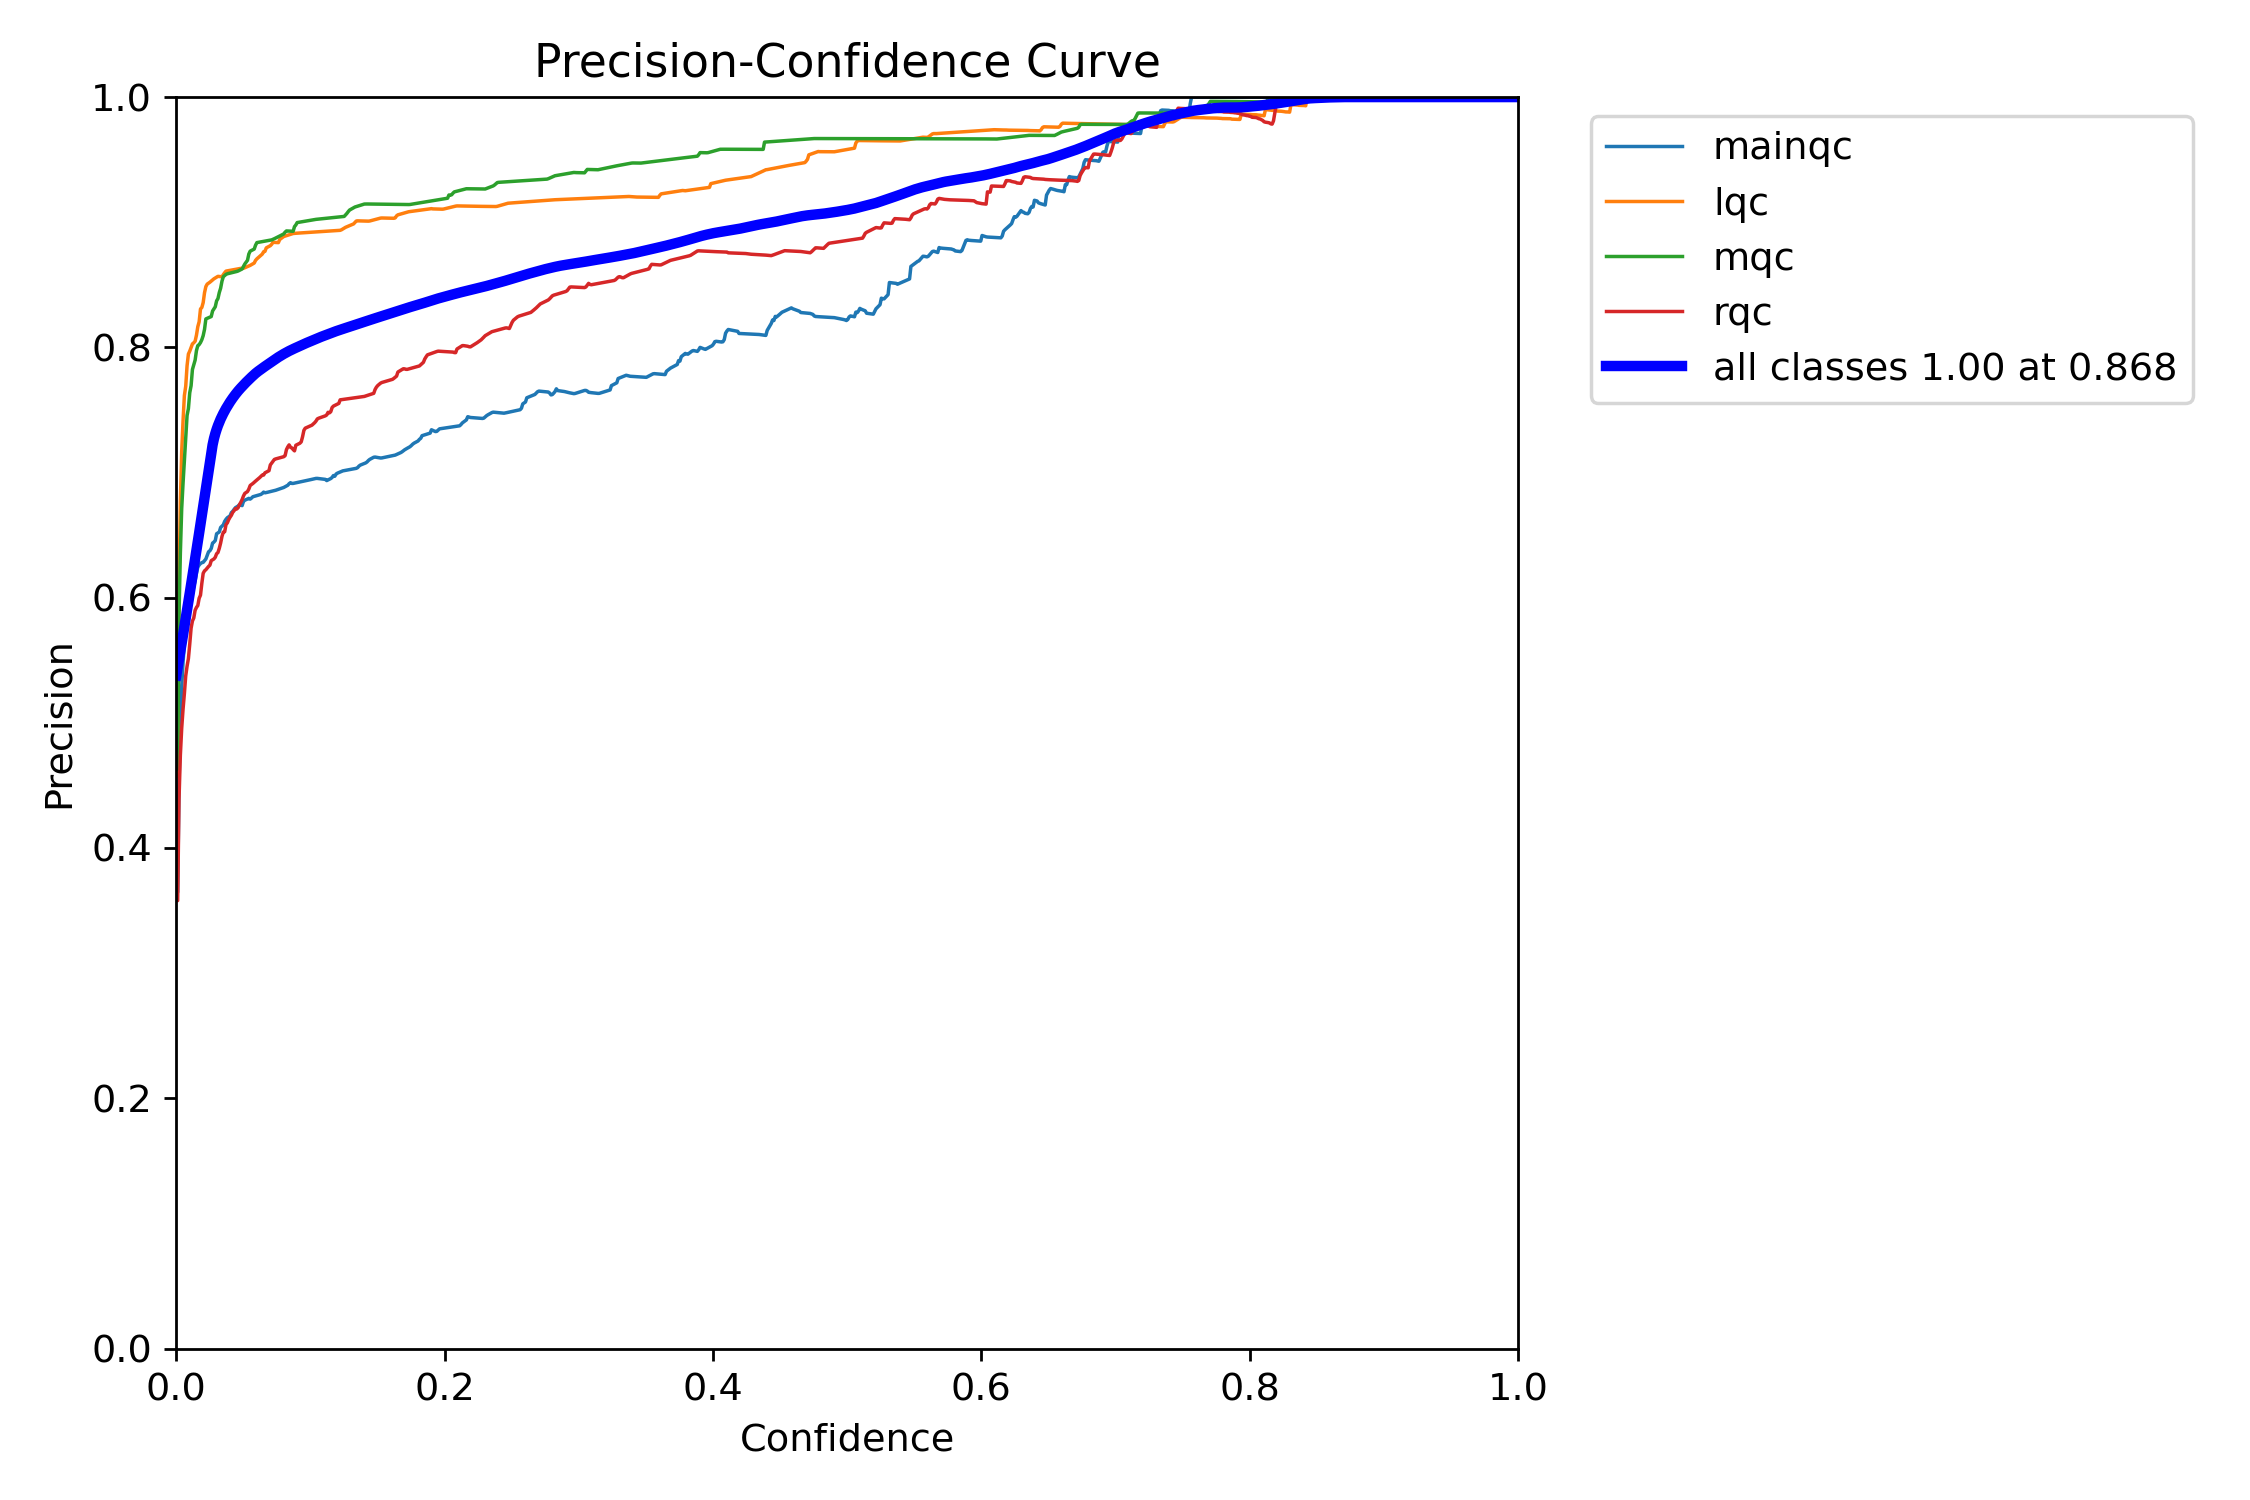 Precision-Confidence Curve
1.0
0.8
0.6
0.4
0.2
0.0
Precision
0.0 0.2 0.4 0.6 0.8 1.0
Confidence
mainqc
lqc
mqc
rqc
all classes 1.00 at 0.868